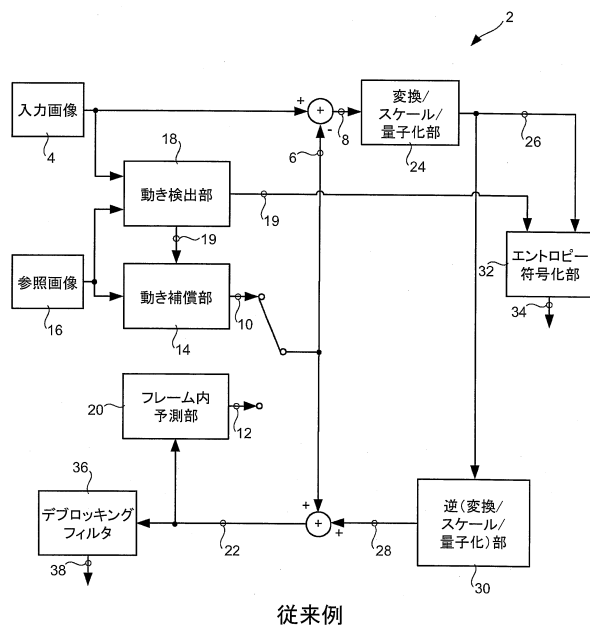 2
入力画像
4
+
-
+
8
変換/
スケール/
量子化部
24
26
6
18
動き検出部
19
19
参照画像
16
動き補償部
14
10
エントロピー
符号化部
32
34
20
フレーム内
予測部
12
36
デブロッキング
フィルタ
38
22
+
+
+
28
逆(変換/
スケール/
量子化)部
30
従来例